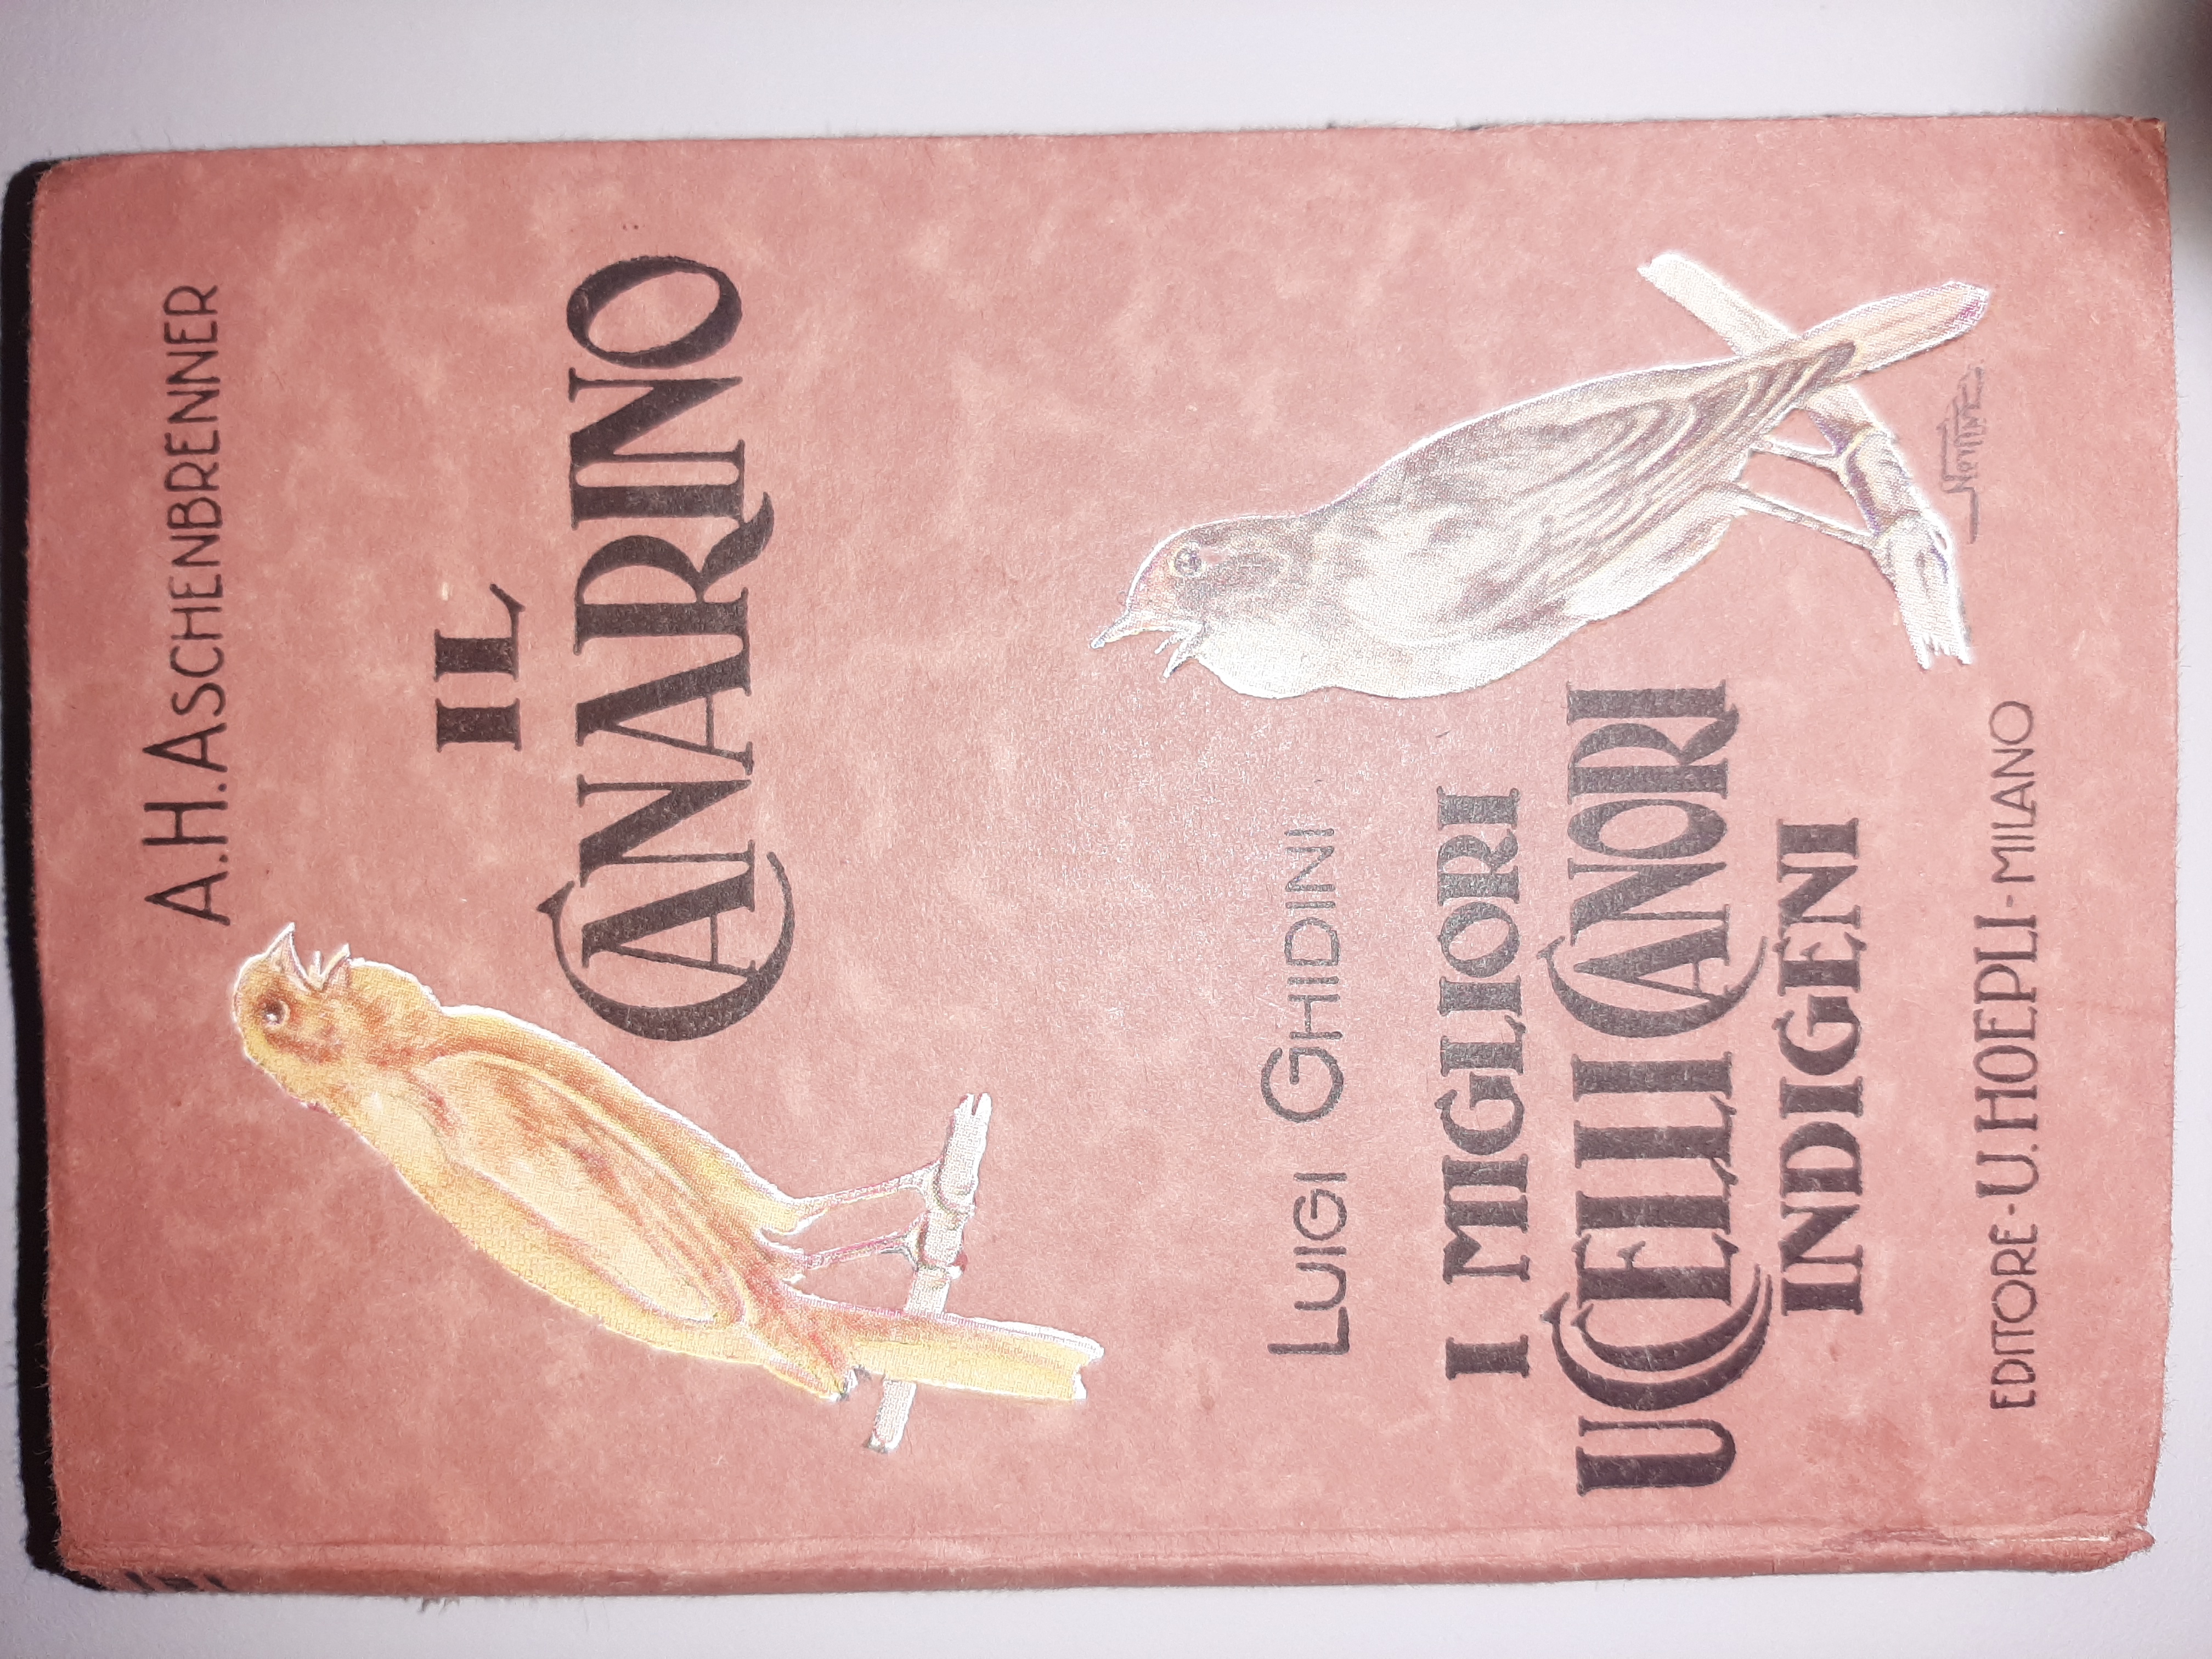 A.H.ASCHENBRENNER
IL
CANARINO
LUIGI GHIDINI
I MIGLIORI
UCCELLI CANORI
INDIGENI
EDITORE-U.HOEPLI-MILANO